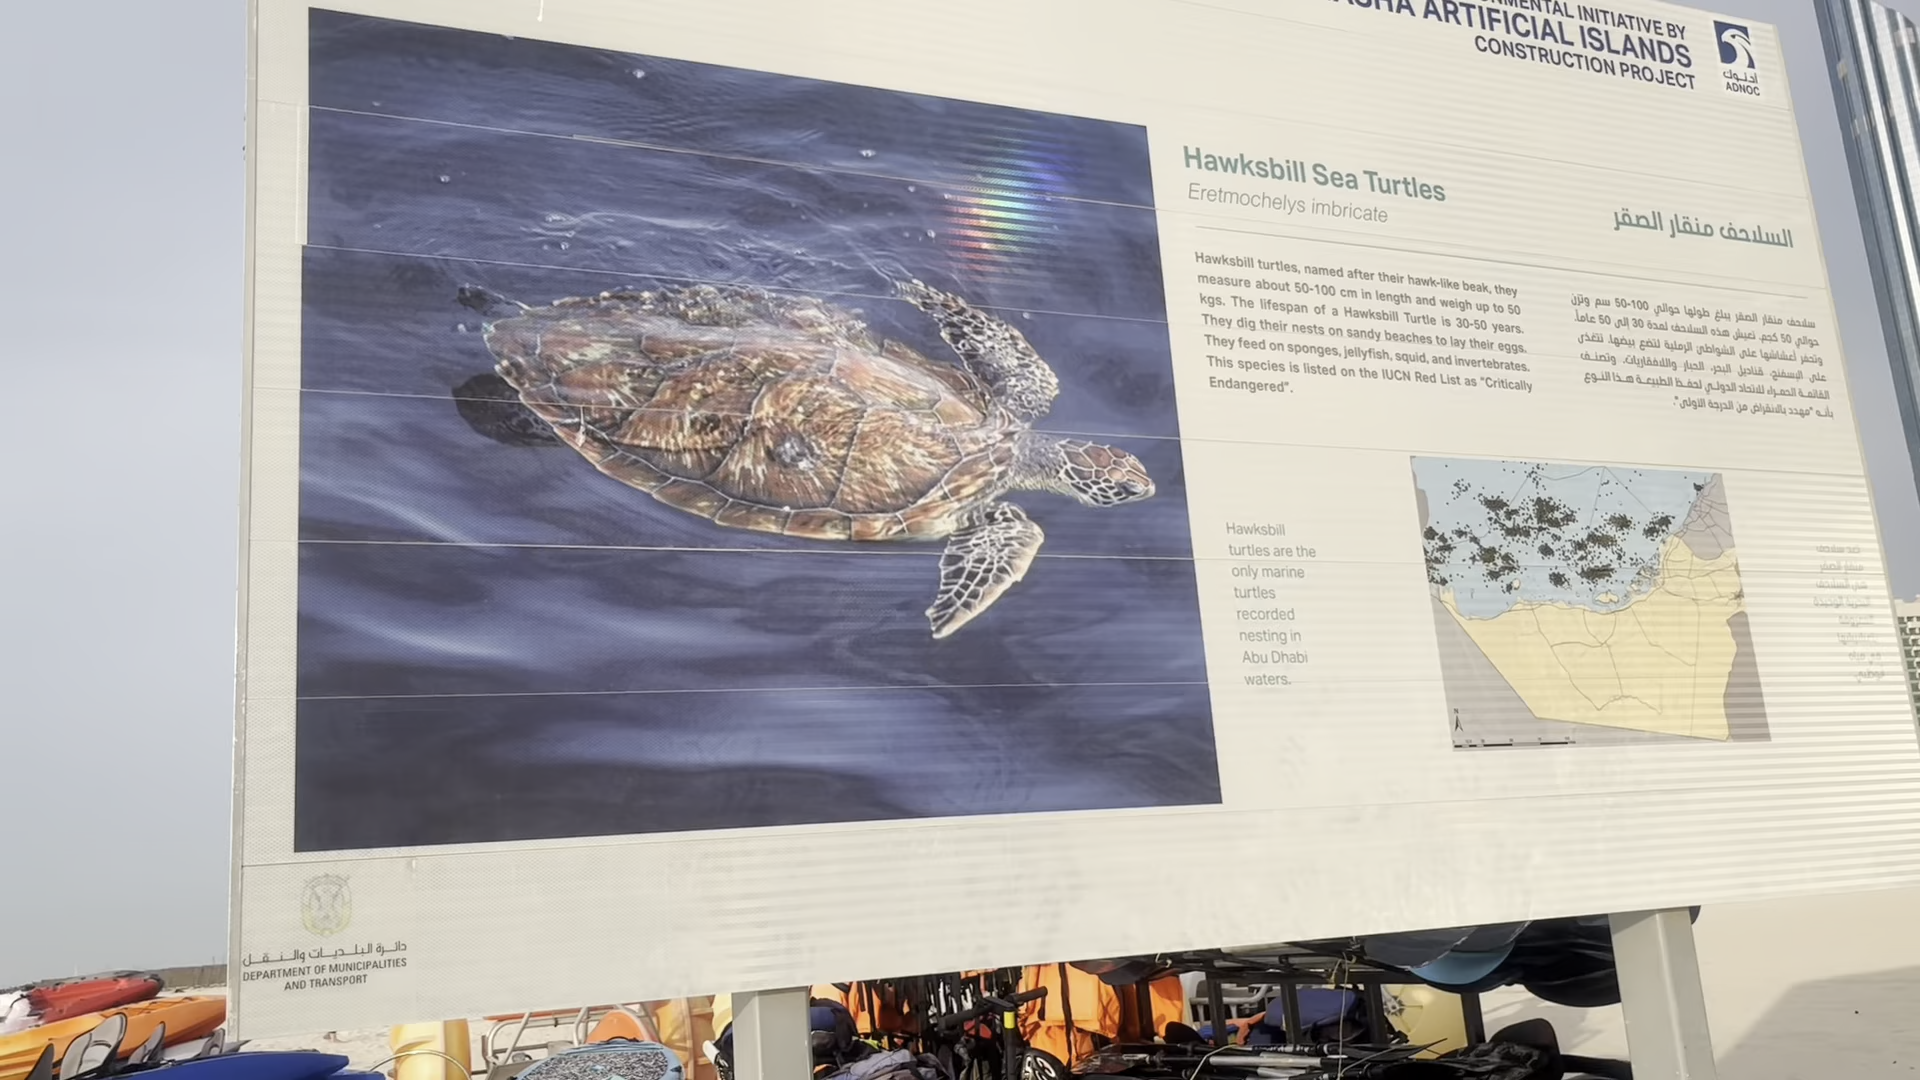 NMENTAL INITIATIVE BY
ASHA ARTIFICIAL ISLANDS
CONSTRUCTION PROJECT
أدنوك
ADNOC
Hawksbill Sea Turtles
Eretmochelys imbricate
السلاحف منقار الصقر
Hawksbill turtles, named after their hawk-like beak, they
measure about 50-100 cm in length and weigh up to 50
kgs. The lifespan of a Hawksbill Turtle is 30-50 years.
They dig their nests on sandy beaches to lay their eggs.
They feed on sponges, jellyfish, squid, and invertebrates.
This species is listed on the IUCN Red List as "Critically
Endangered".
سلاحف منقار الصقر يبلغ طولها حوالي 100-50 سم وتزن
حوالي 50 كجم. تعيش هذه السلاحف لمدة 30 إلى 50 عاماً.
وتحفر أعشاشها على الشواطئ الرملية لتضع بيضها. تتغذى
على الإسفنج، قناديل البحر، الحبار واللافقاريات. وتصنف
القائمة الحمراء للاتحاد الدولي لحفظ الطبيعة هذا النوع
بأنه "مهدد بالانقراض من الدرجة الأولى".
Hawksbill
turtles are the
only marine
turtles
recorded
nesting in
Abu Dhabi
waters.
N
دائرة البلديات والنقل
DEPARTMENT OF MUNICIPALITIES
AND TRANSPORT